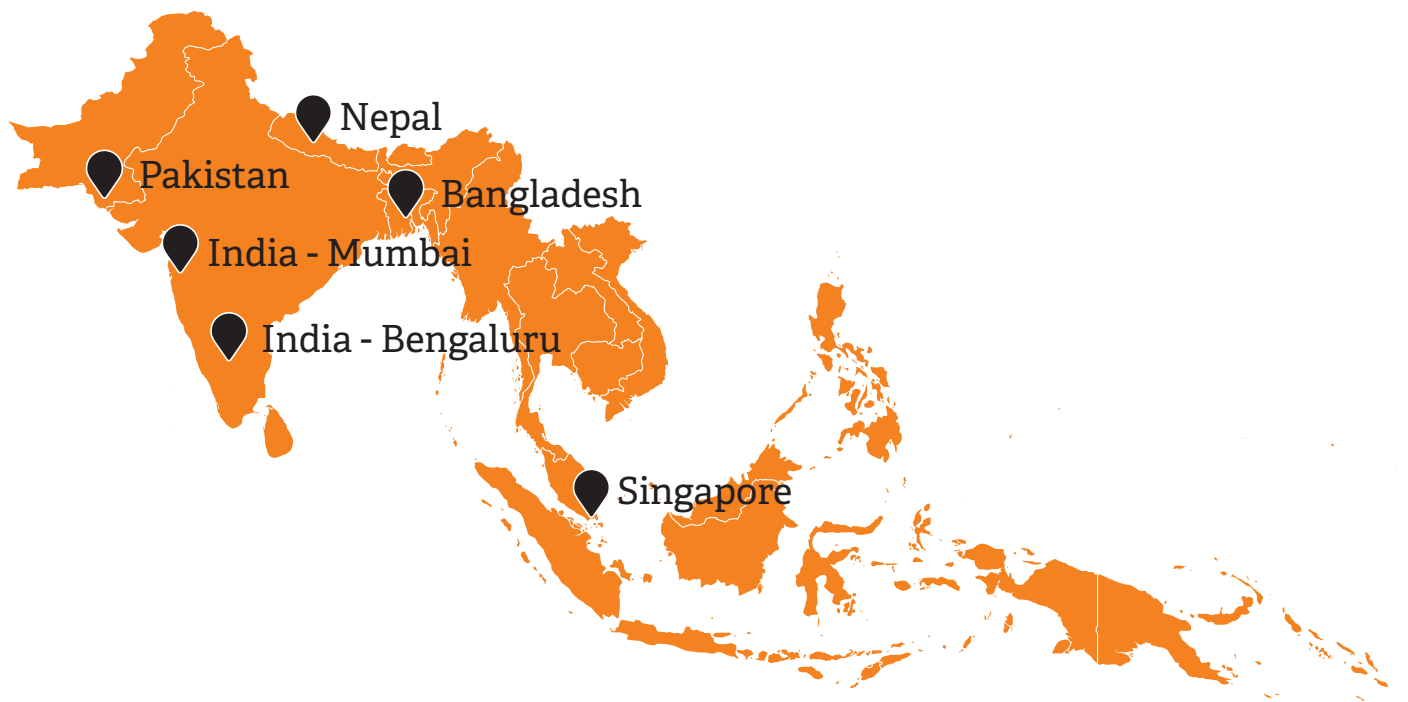 Nepal
Pakistan
Bangladesh
India - Mumbai
India - Bengaluru
Singapore